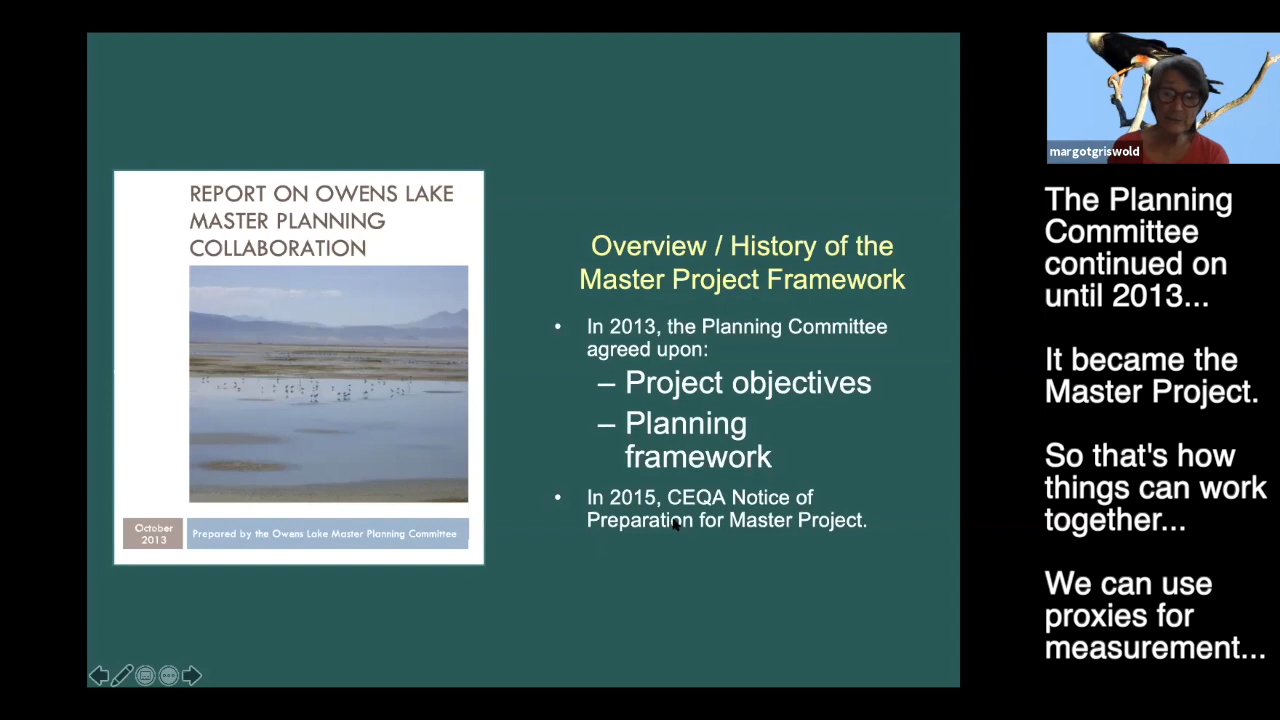 REPORT ON OWENS LAKE
MASTER PLANNING
COLLABORATION
October
2013
Prepared by the Owens Lake Master Planning Committee
Overview / History of the
Master Project Framework
• In 2013, the Planning Committee
agreed upon:
– Project objectives
– Planning
framework
• In 2015, CEQA Notice of
Preparation for Master Project.
margotgriswold
The Planning
Committee
continued on
until 2013...
It became the
Master Project.
So that's how
things can work
together...
We can use
proxies for
measurement...